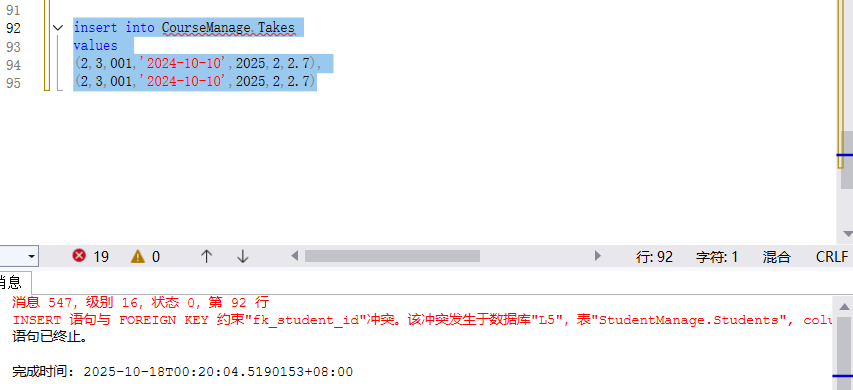 91
92 insert into CourseManage.Takes
93 values
94 (2,3,001,'2024-10-10',2025,2,2.7),
95 (2,3,001,'2024-10-10',2025,2,2.7)
19 0 行: 92 字符: 1 混合 CRLF
消息
消息 547, 级别 16, 状态 0, 第 92 行
INSERT 语句与 FOREIGN KEY 约束"fk_student_id"冲突。该冲突发生于数据库"L5", 表"StudentManage.Students", colu
语句已终止。
完成时间: 2025-10-18T00:20:04.5190153+08:00